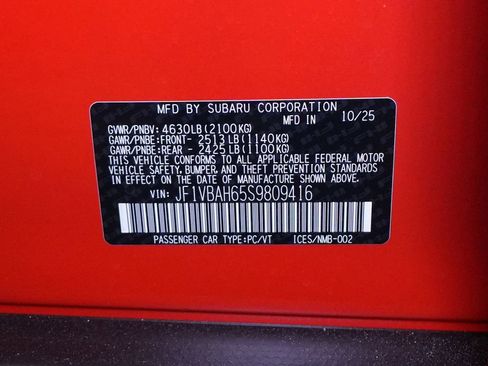 MFD BY SUBARU CORPORATION
MFD IN 10/25
GVWR/PNBV: 4630LB(2100KG)
GAWR/PNBE:FRONT- 2513LB(1140KG)
GAWR/PNBE:REAR - 2425LB(1100KG)
THIS VEHICLE CONFORMS TO ALL APPLICABLE FEDERAL MOTOR
VEHICLE SAFETY, BUMPER, AND THEFT PREVENTION STANDARDS
IN EFFECT ON THE DATE OF MANUFACTURE SHOWN ABOVE.
VIN: JF1VBAH65S9809416
PASSENGER CAR TYPE:PC/VT ICES/NMB-002